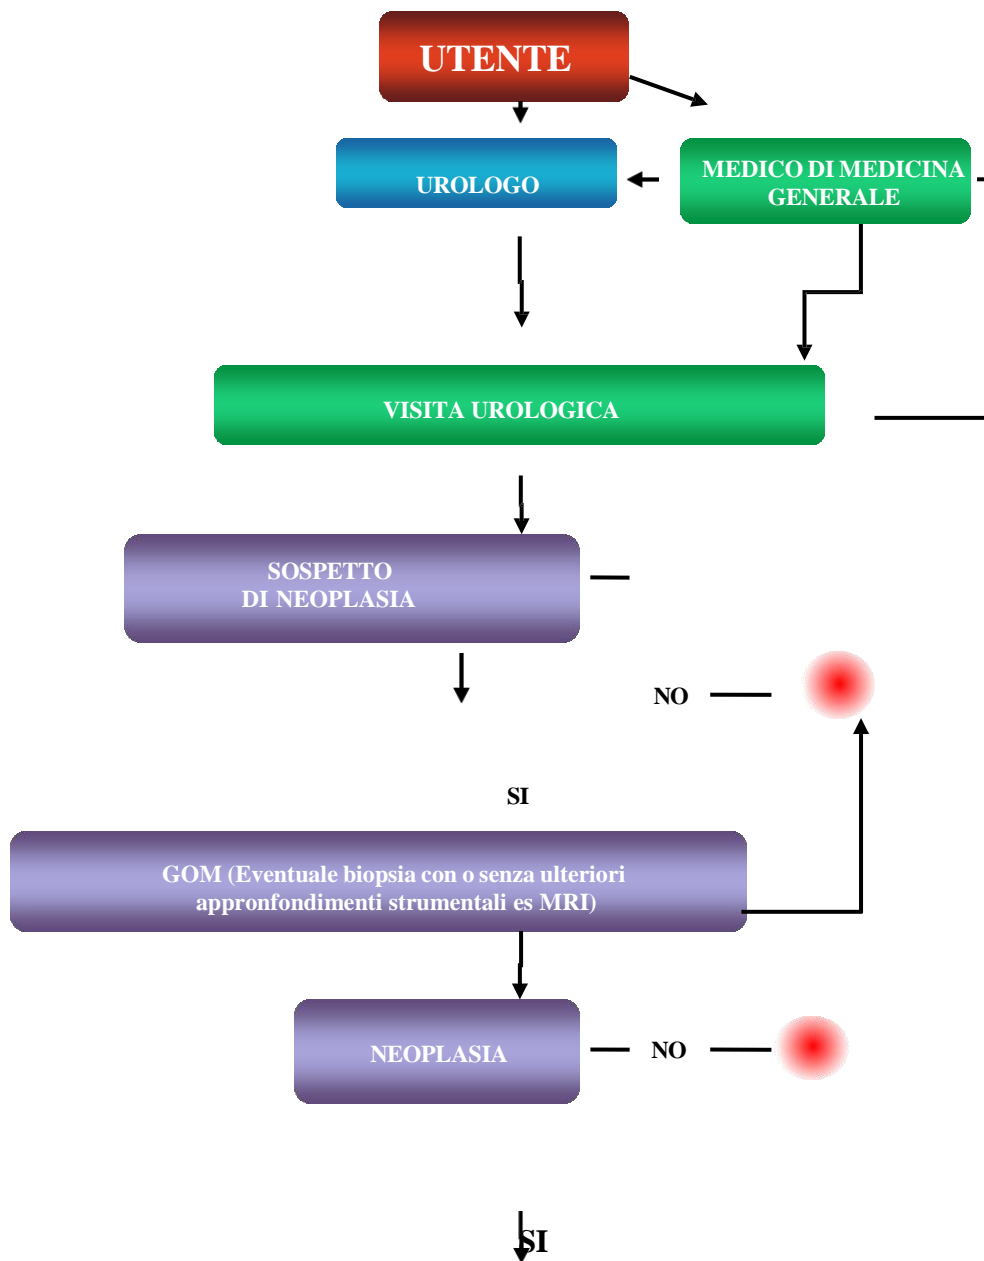 UTENTE
UROLOGO
MEDICO DI MEDICINA
GENERALE
VISITA UROLOGICA
SOSPETTO
DI NEOPLASIA
NO
SI
GOM (Eventuale biopsia con o senza ulteriori
appronfondimenti strumentali es MRI)
NEOPLASIA
NO
SI